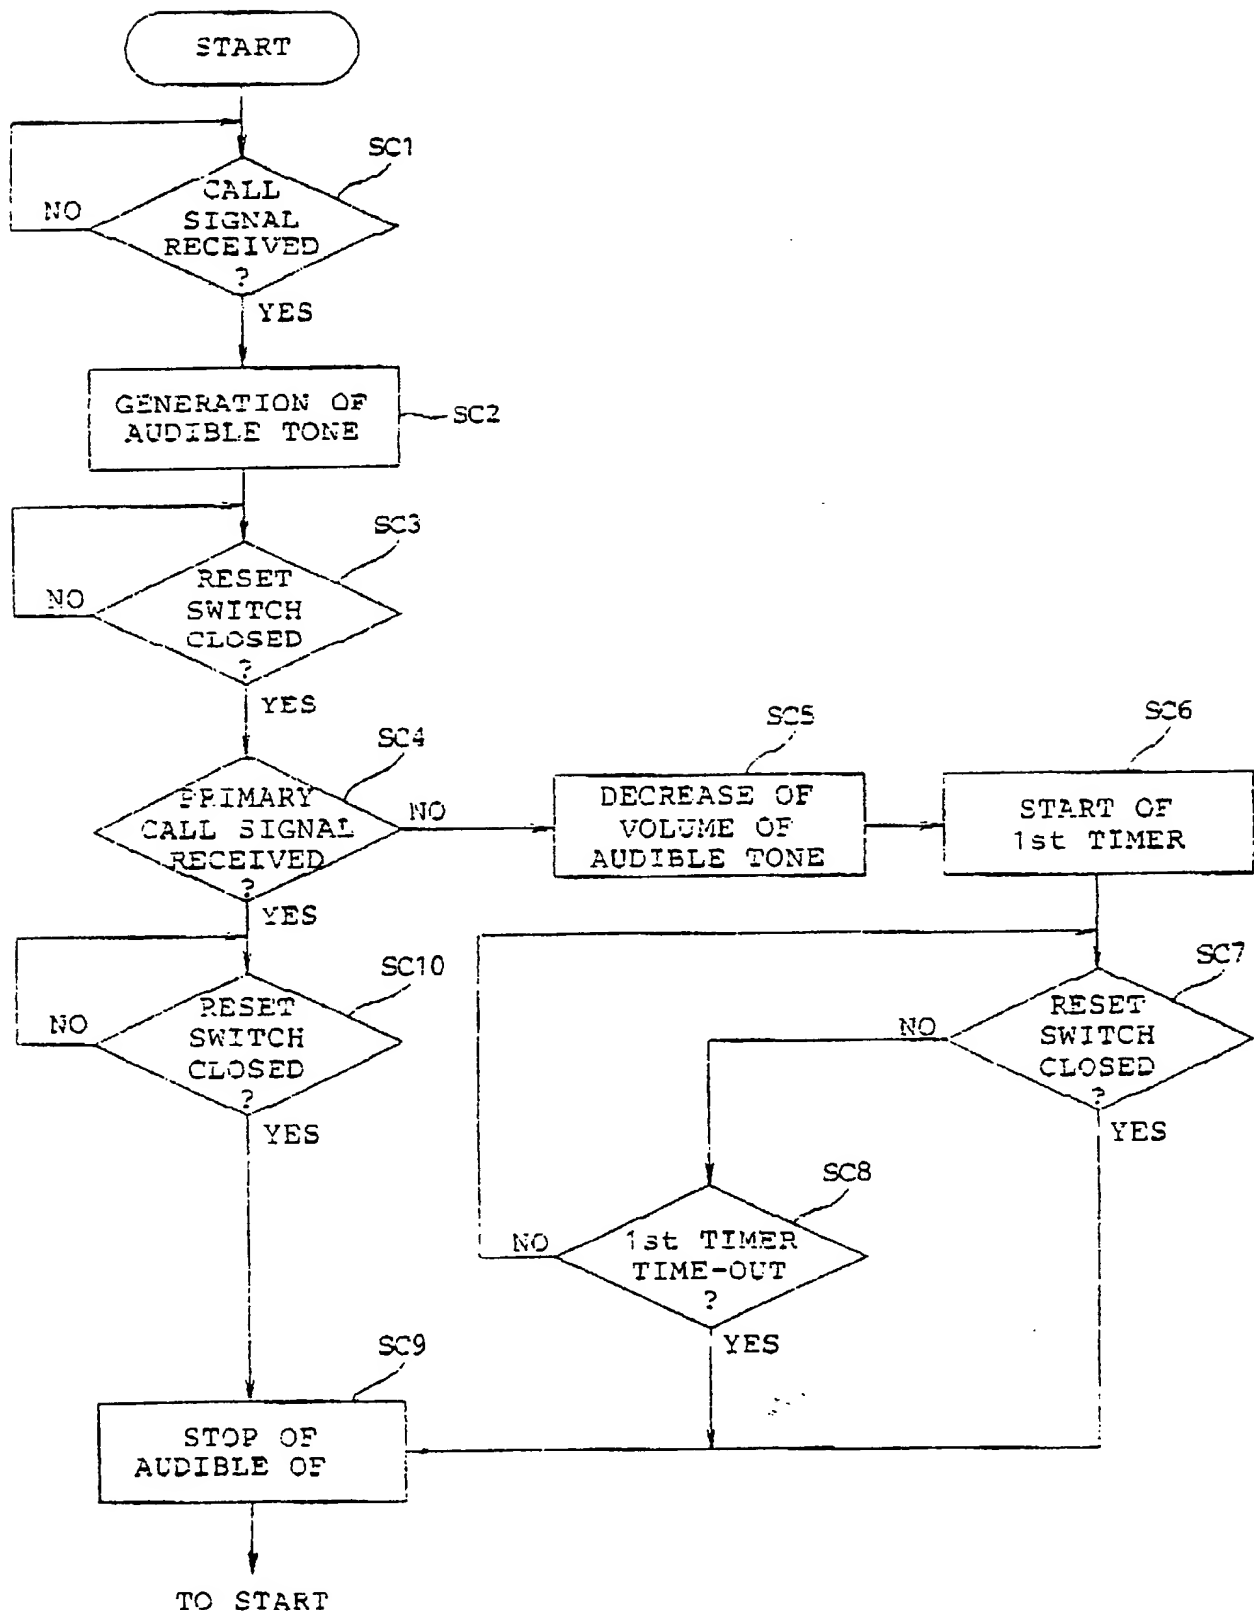 START
SC1
CALL
SIGNAL
RECEIVED
?
NO
YES
GENERATION OF
AUDIBLE TONE
SC2
SC3
RESET
SWITCH
CLOSED
?
NO
YES
SC4
PRIMARY
CALL SIGNAL
RECEIVED
?
NO
YES
SC5
DECREASE OF
VOLUME OF
AUDIBLE TONE
SC6
START OF
1st TIMER
SC7
RESET
SWITCH
CLOSED
?
NO
YES
SC8
1st TIMER
TIME-OUT
?
NO
YES
SC10
RESET
SWITCH
CLOSED
?
NO
YES
SC9
STOP OF
AUDIBLE OF
TO START